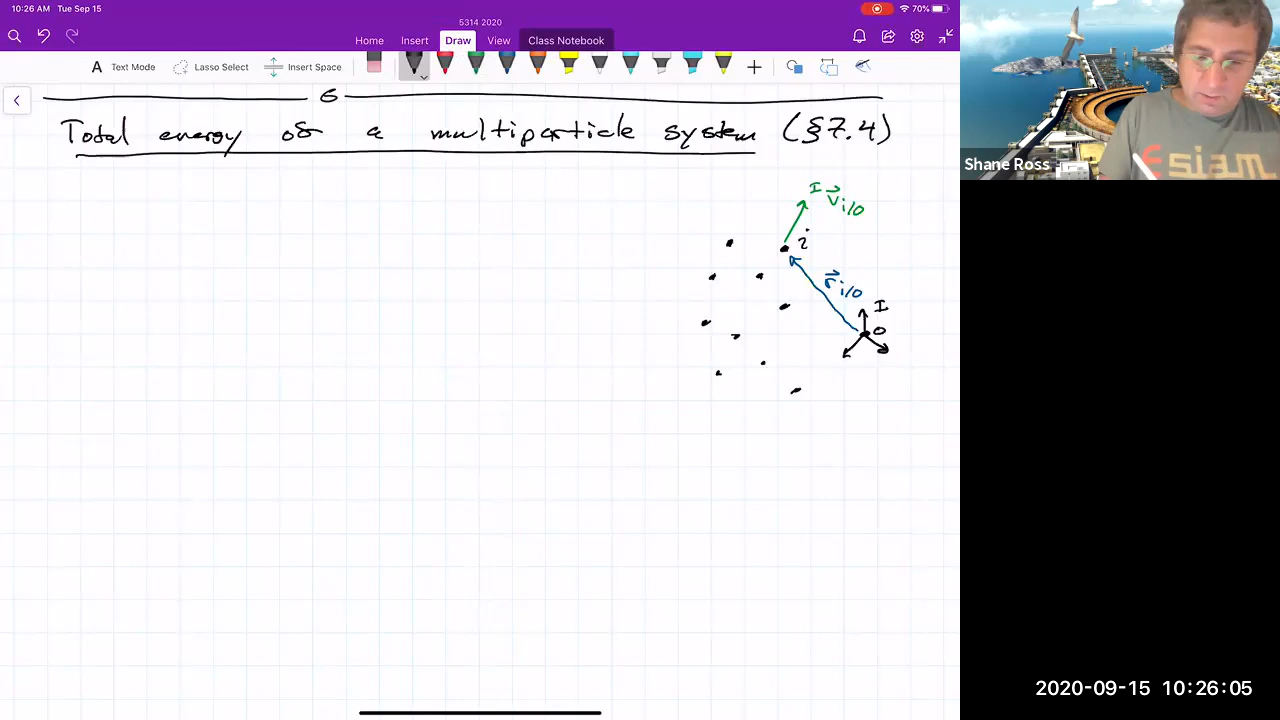 10:26 AM Tue Sep 15
70%
5314 2020
Home Insert Draw View Class Notebook
A Text Mode Lasso Select Insert Space
6
Total energy of a multiparticle system (§7.4)
I v⃗i/o
i
r⃗i/o
I
O
Shane Ross
siam
2020-09-15 10:26:05